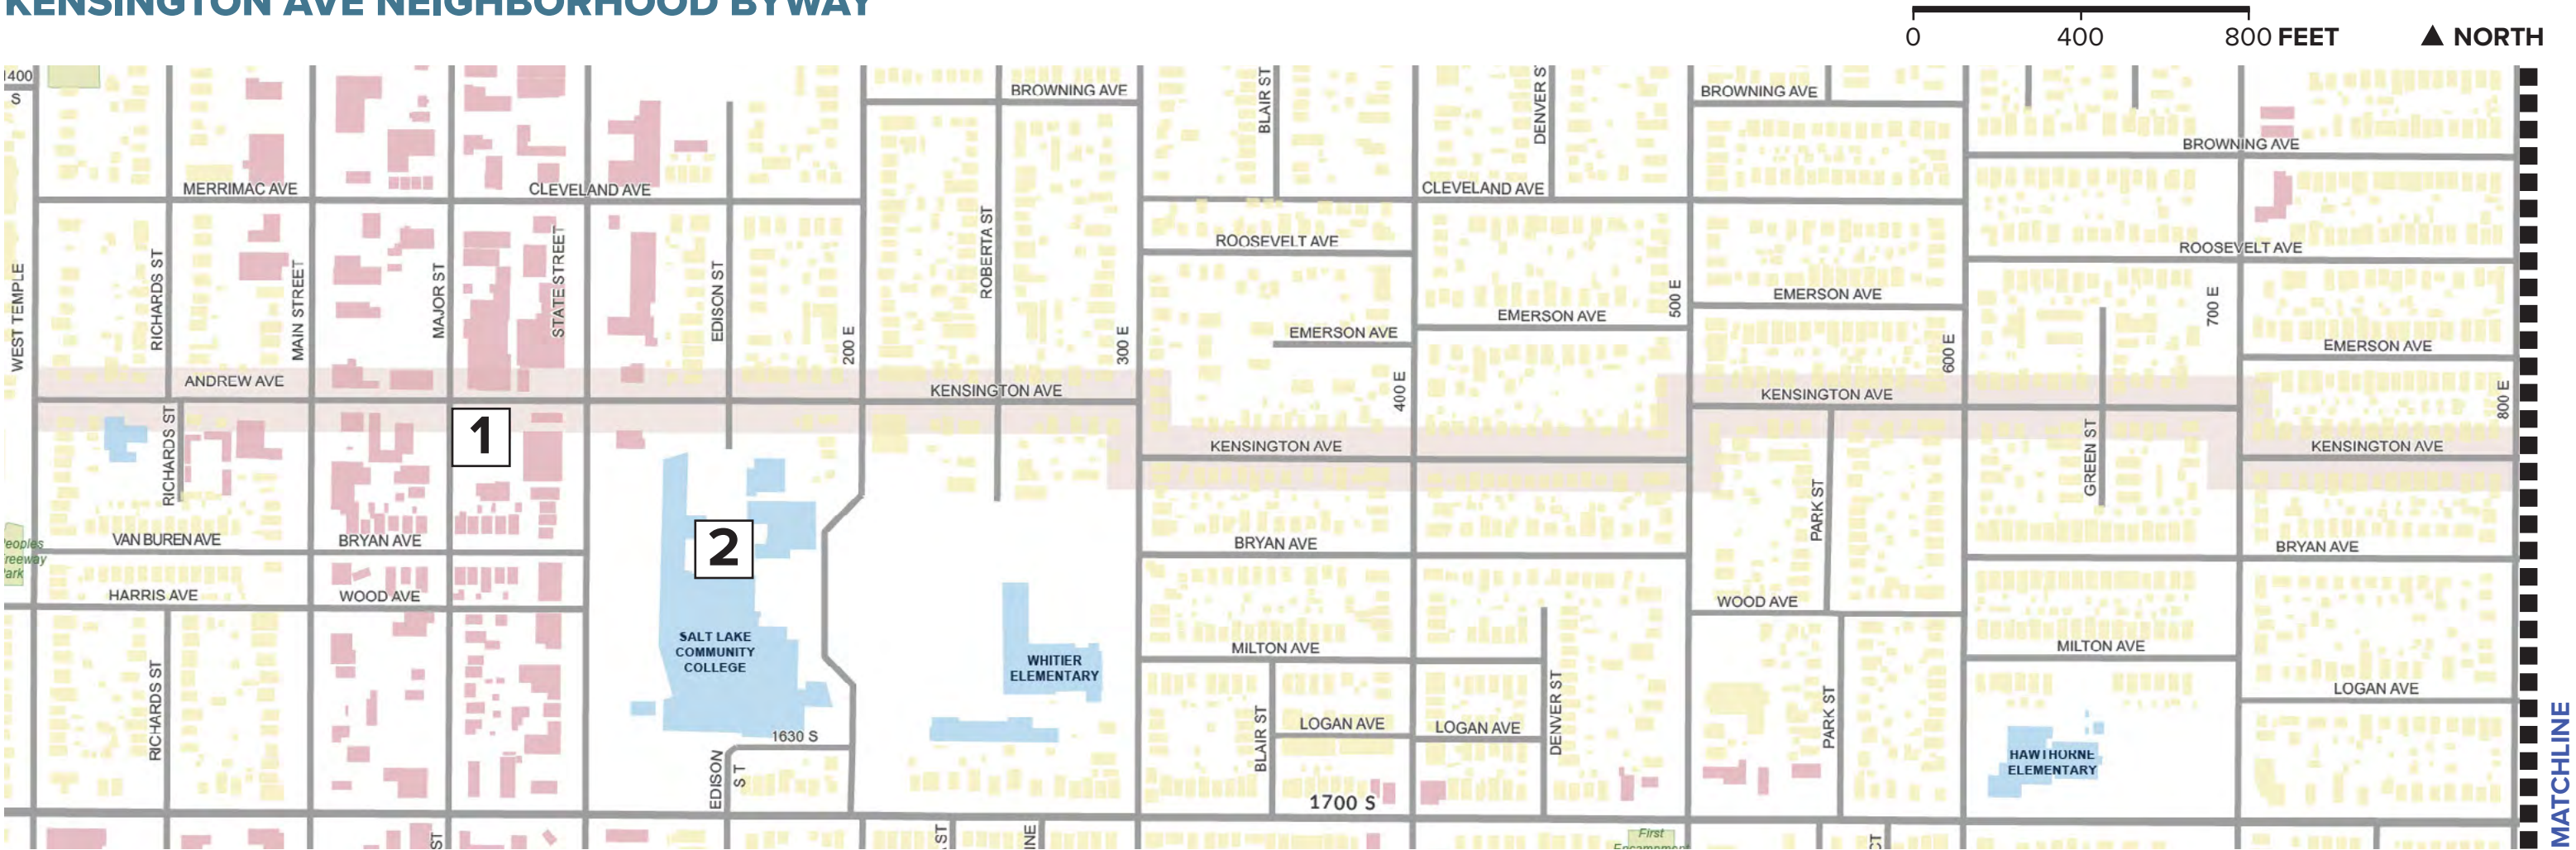 KENSINGTON AVE NEIGHBORHOOD BYWAY
0 400 800 FEET ▲ NORTH
1400
S
BROWNING AVE
BLAIR ST
DENVER ST
BROWNING AVE
BROWNING AVE
MERRIMAC AVE
CLEVELAND AVE
CLEVELAND AVE
WEST TEMPLE
RICHARDS ST
MAIN STREET
MAJOR ST
STATE STREET
EDISON ST
200 E
ROBERTA ST
300 E
ROOSEVELT AVE
ROOSEVELT AVE
EMERSON AVE
EMERSON AVE
500 E
EMERSON AVE
700 E
EMERSON AVE
400 E
600 E
800 E
ANDREW AVE
KENSINGTON AVE
KENSINGTON AVE
KENSINGTON AVE
KENSINGTON AVE
1
RICHARDS ST
GREEN ST
PARK ST
2
VAN BUREN AVE
BRYAN AVE
BRYAN AVE
BRYAN AVE
Peoples
Freeway
Park
HARRIS AVE
WOOD AVE
WOOD AVE
SALT LAKE
COMMUNITY
COLLEGE
WHITIER
ELEMENTARY
MILTON AVE
MILTON AVE
RICHARDS ST
BLAIR ST
LOGAN AVE
LOGAN AVE
DENVER ST
PARK ST
LOGAN AVE
1630 S
EDISON
ST
HAWTHORNE
ELEMENTARY
1700 S
MATCHLINE
ST
ST
First